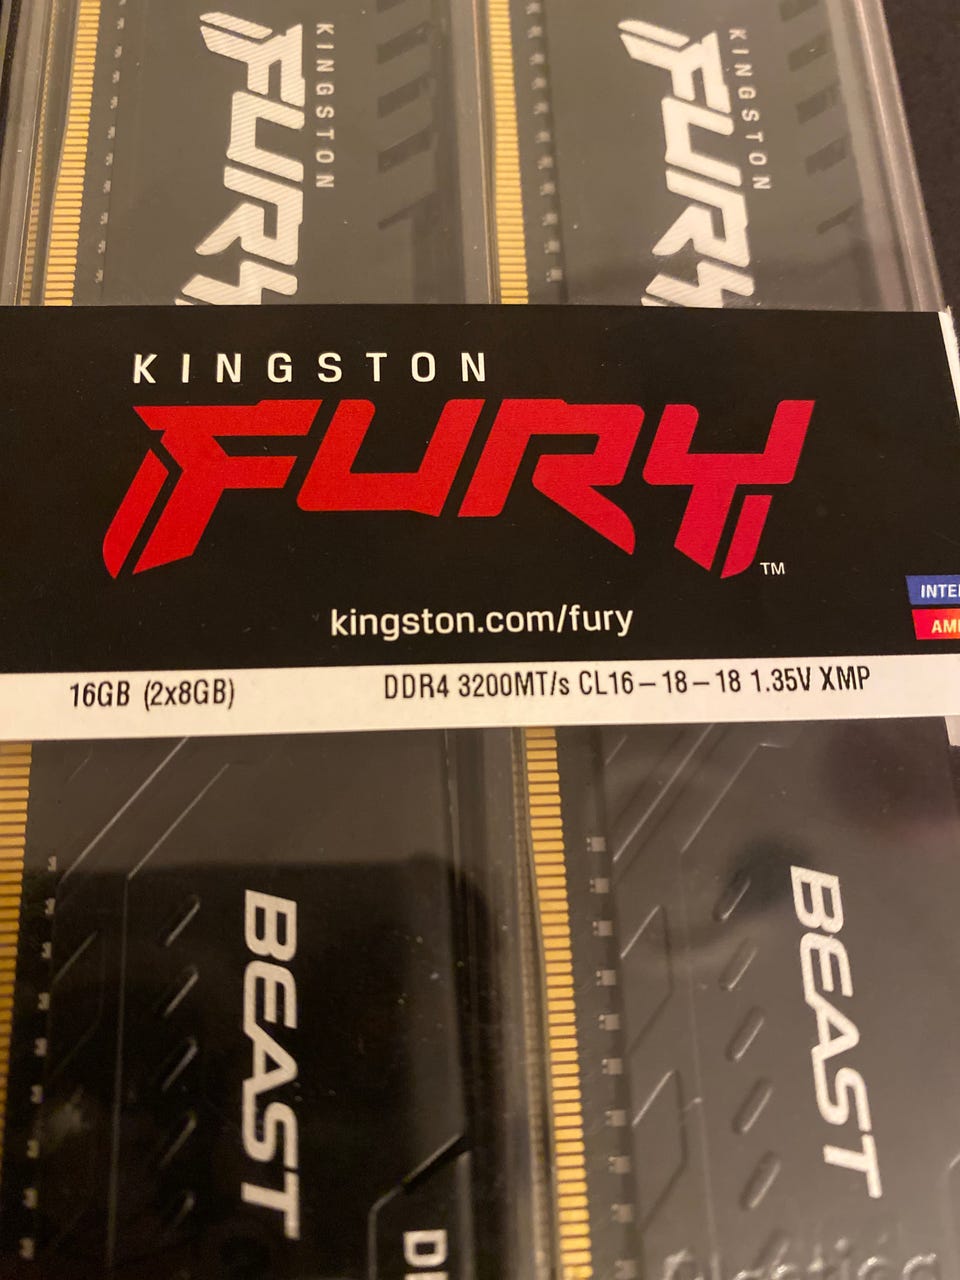 KINGSTON
FURY
KINGSTON
FURY
KINGSTON
FURY
TM
kingston.com/fury
16GB (2x8GB)
DDR4 3200MT/s CL16-18-18 1.35V XMP
BEAST
BEAST